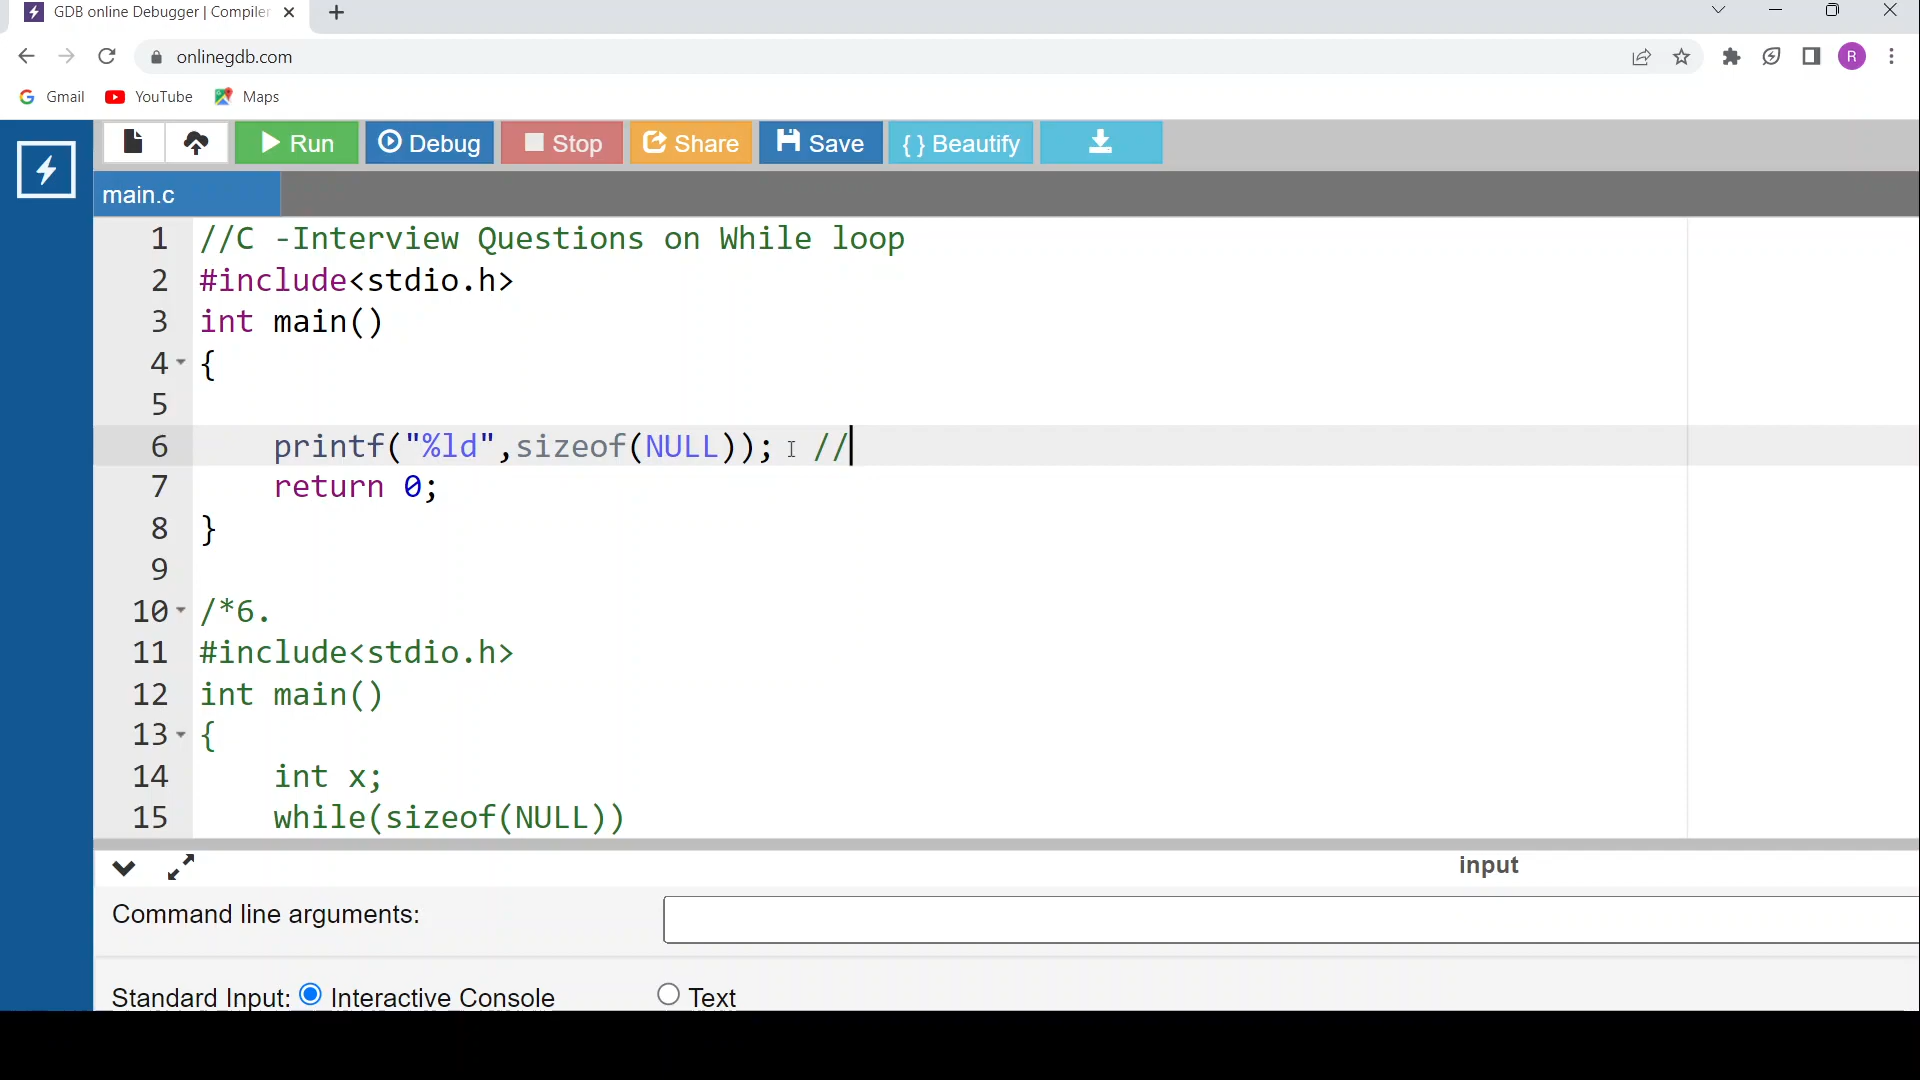 GDB online Debugger | Compiler
onlinegdb.com
R
Gmail YouTube Maps
Run Debug Stop Share Save { } Beautify
main.c
1 //C -Interview Questions on While loop
2 #include<stdio.h>
3 int main()
4 {
5
6 printf("%ld",sizeof(NULL)); //
7 return 0;
8 }
9
10 /*6.
11 #include<stdio.h>
12 int main()
13 {
14 int x;
15 while(sizeof(NULL))
input
Command line arguments:
Standard Input: Interactive Console Text